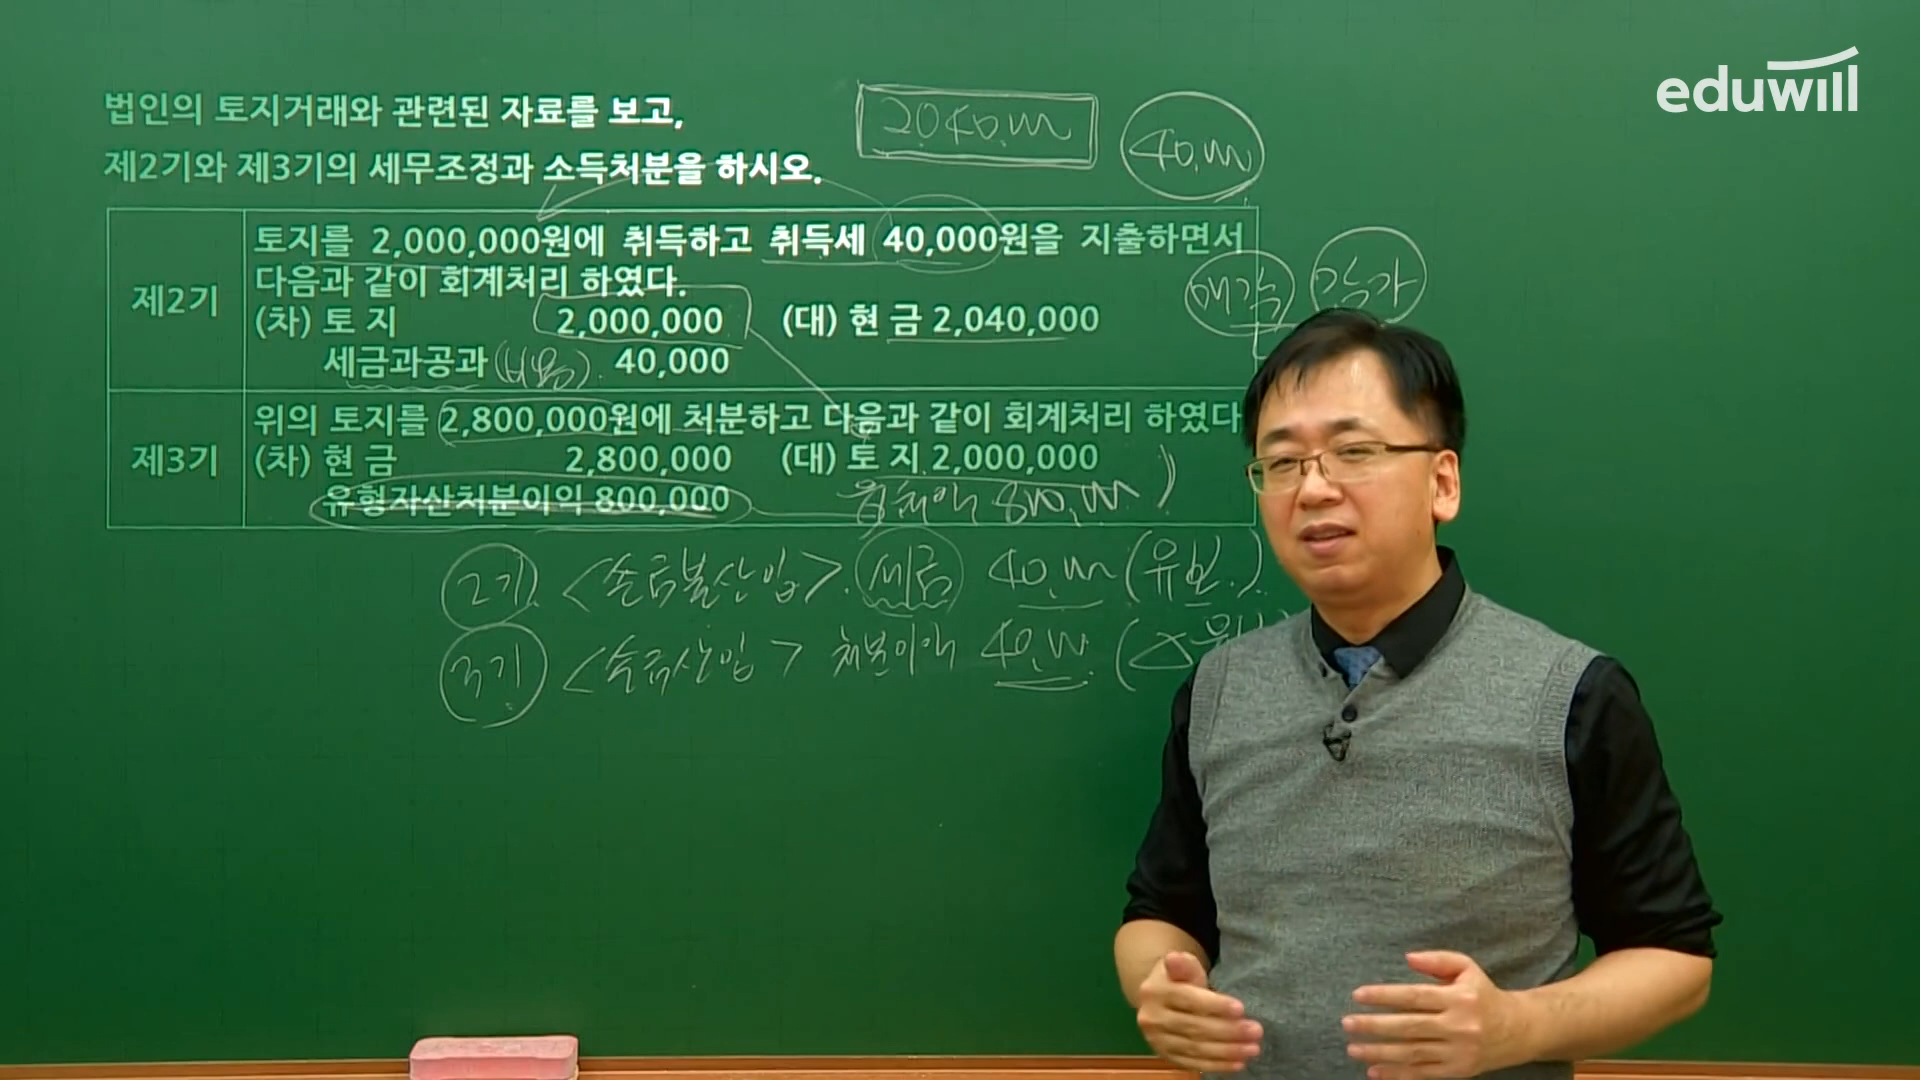 eduwill
법인의 토지거래와 관련된 자료를 보고,
제2기와 제3기의 세무조정과 소득처분을 하시오.
2040,000
40,000
제2기
토지를 2,000,000원에 취득하고 취득세 40,000원을 지출하면서
다음과 같이 회계처리 하였다.
매각
(차) 토 지 2,000,000 (대) 현 금 2,040,000
세금과공과 (비용) 40,000
제3기
위의 토지를 2,800,000원에 처분하고 다음과 같이 회계처리 하였다
(차) 현 금 2,800,000 (대) 토 지 2,000,000
유형자산처분이익 800,000
800,000
2기 <손금불산입> 세금 40,000 (유보)
3기 <손금산입> 처분이익 40,000 (△유보